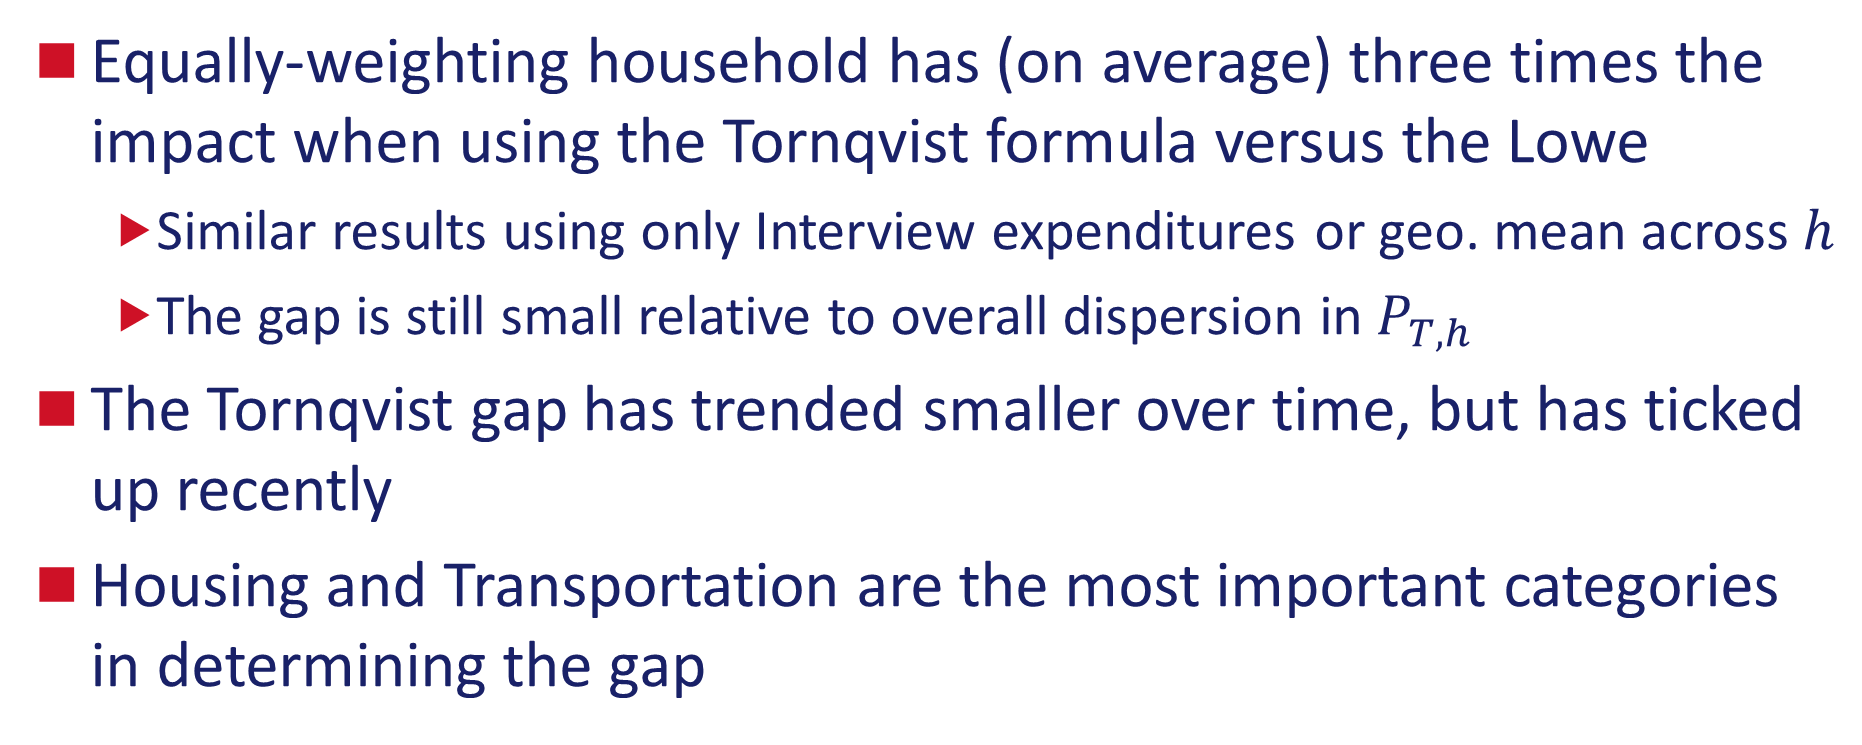 Equally-weighting household has (on average) three times the
impact when using the Tornqvist formula versus the Lowe
Similar results using only Interview expenditures or geo. mean across h
The gap is still small relative to overall dispersion in P_{T,h}
The Tornqvist gap has trended smaller over time, but has ticked
up recently
Housing and Transportation are the most important categories
in determining the gap